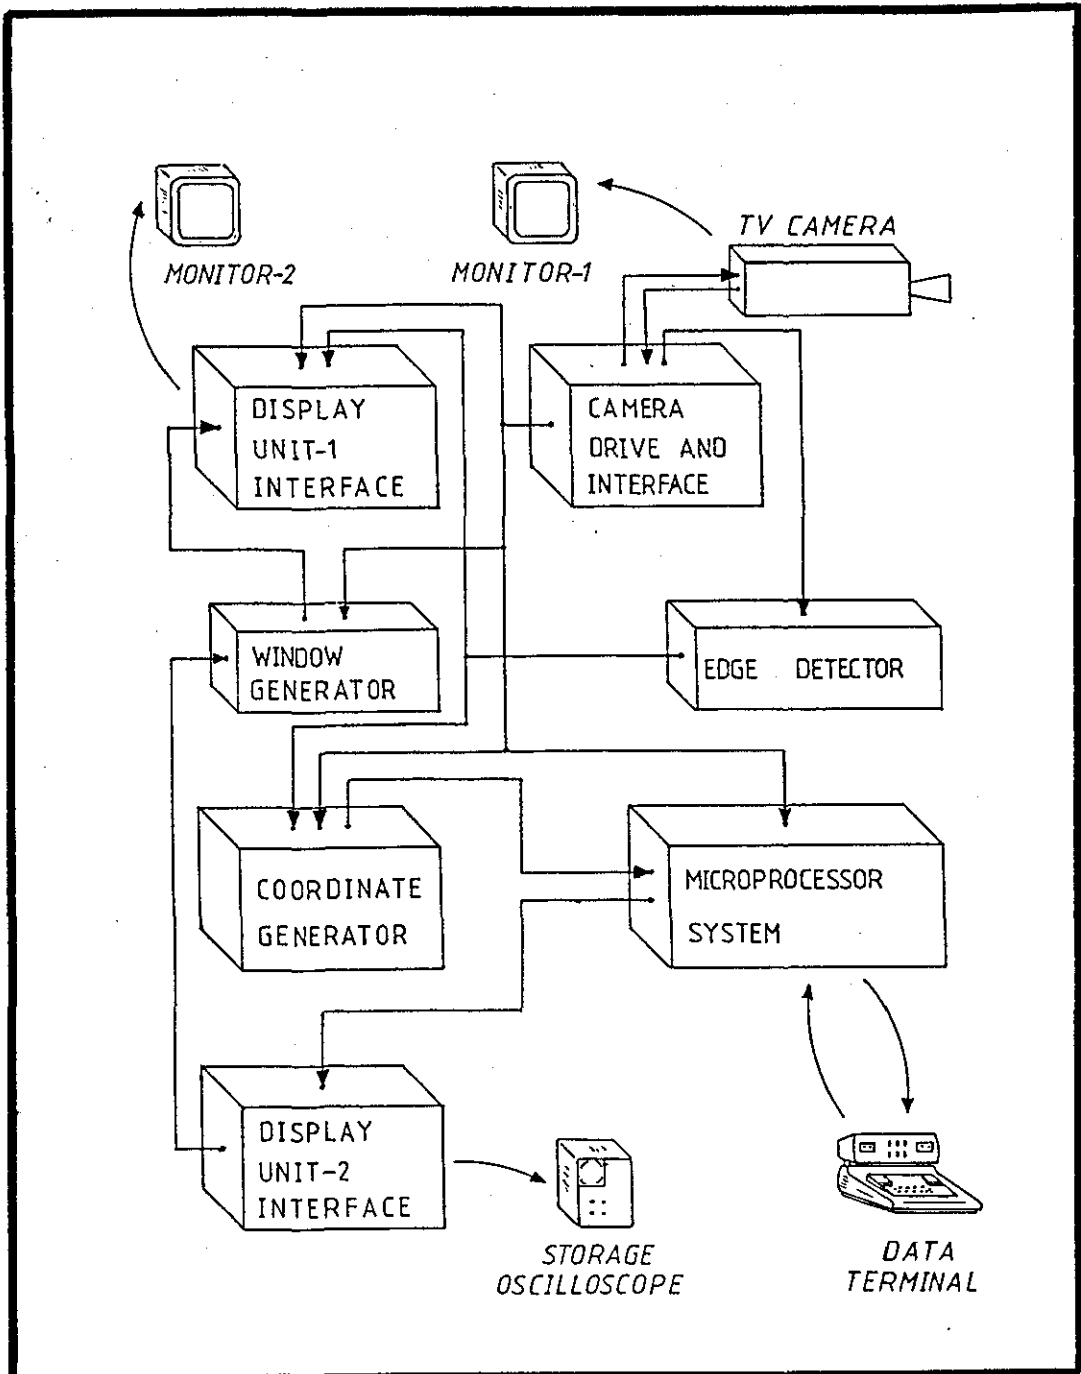 MONITOR-2
MONITOR-1
TV CAMERA
DISPLAY
UNIT-1
INTERFACE
CAMERA
DRIVE AND
INTERFACE
WINDOW
GENERATOR
EDGE DETECTOR
COORDINATE
GENERATOR
MICROPROCESSOR
SYSTEM
DISPLAY
UNIT-2
INTERFACE
STORAGE
OSCILLOSCOPE
DATA
TERMINAL